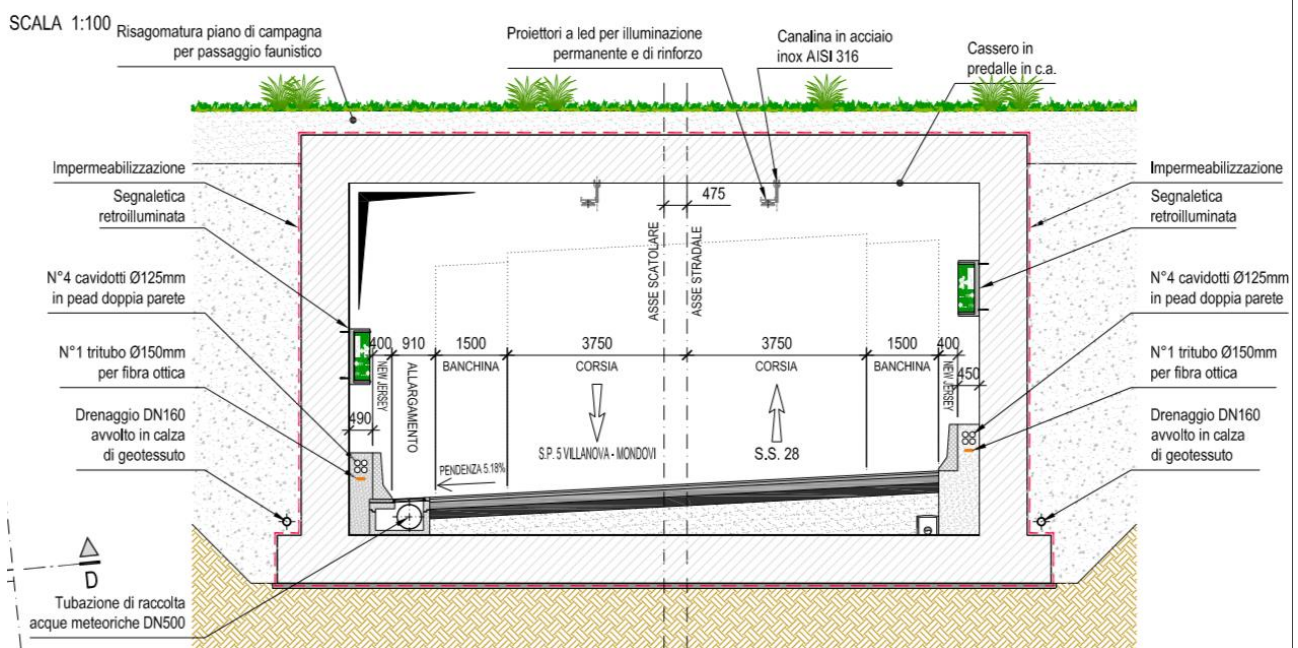 SCALA 1:100
Risagomatura piano di campagna
per passaggio faunistico
Proiettori a led per illuminazione
permanente e di rinforzo
Canalina in acciaio
inox AISI 316
Cassero in
predalle in c.a.
Impermeabilizzazione
Segnaletica
retroilluminata
N°4 cavidotti Ø125mm
in pead doppia parete
N°1 tritubo Ø150mm
per fibra ottica
Drenaggio DN160
avvolto in calza
di geotessuto
D
Tubazione di raccolta
acque meteoriche DN500
475
ASSE SCATOLARE
ASSE STRADALE
400 910 1500 3750 3750 1500 400
NEW JERSEY
ALLARGAMENTO
BANCHINA
CORSIA
CORSIA
BANCHINA
NEW JERSEY
490
450
S.P. 5 VILLANOVA - MONDOVI
S.S. 28
PENDENZA 5.18%
Impermeabilizzazione
Segnaletica
retroilluminata
N°4 cavidotti Ø125mm
in pead doppia parete
N°1 tritubo Ø150mm
per fibra ottica
Drenaggio DN160
avvolto in calza
di geotessuto